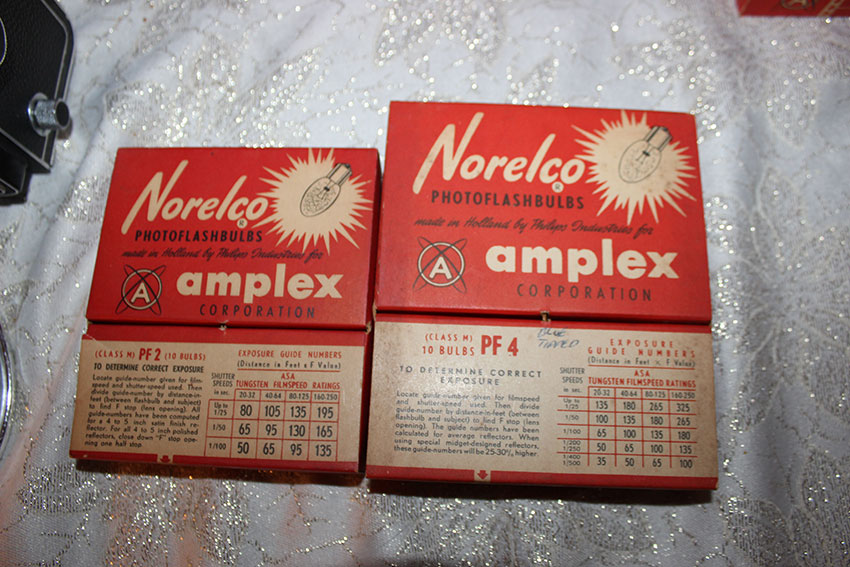 Norelco®
PHOTOFLASHBULBS
made in Holland by Philips Industries for
A amplex
CORPORATION
(CLASS M) PF 2 (10 BULBS)
TO DETERMINE CORRECT EXPOSURE
Locate guide-number given for film-
speed and shutter speed used. Then
divide guide-number by distance-in-
feet (between flashbulb and subject)
to find F stop (lens opening). All
guide-numbers have been computed
for a 4 to 5 inch satin finish re-
flector. For all 4 to 5 inch polished
reflectors, close down "F" stop open-
ing one half stop.
EXPOSURE GUIDE NUMBERS
(Distance in Feet x F Value)
SHUTTER SPEEDS in sec.
ASA
TUNGSTEN FILMSPEED RATINGS
20-32 40-64 80-125 160-250
Up to 1/25 80 105 135 195
1/50 65 95 130 165
1/100 50 65 95 135
Norelco®
PHOTOFLASHBULBS
made in Holland by Philips Industries for
A amplex
CORPORATION
(CLASS M)
10 BULBS PF 4
BLUE
TIPPED
TO DETERMINE CORRECT
EXPOSURE
Locate guide-number given for filmspeed
and shutter-speed used. Then divide
guide-number by distance-in-feet (between
flashbulb and subject) to find F stop (lens
opening). The guide numbers have been
calculated for average reflectors. When
using special midget-designed reflectors,
these guide-numbers will be 25-30% higher.
EXPOSURE
GUIDE NUMBERS
(Distance in Feet x F Value)
SHUTTER SPEEDS in sec.
ASA
TUNGSTEN FILMSPEED RATINGS
20-32 40-64 80-125 160-250
Up to 1/25 135 180 265 325
1/50 100 135 180 265
1/100 65 100 135 180
1/200 1/250 50 65 100 135
1/400 1/500 35 50 65 100